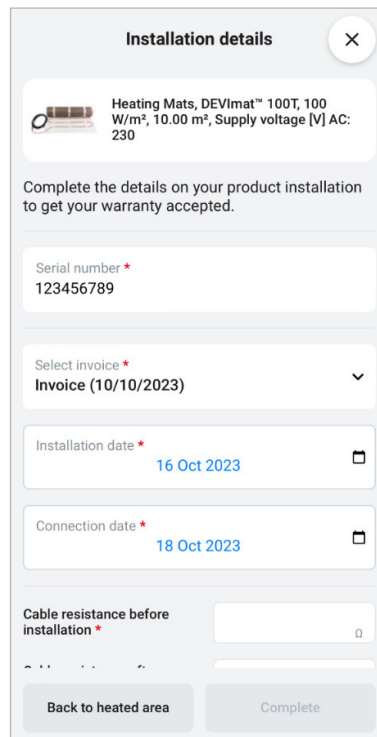 Installation details
Heating Mats, DEVImat™ 100T, 100
W/m², 10.00 m², Supply voltage [V] AC:
230
Complete the details on your product installation
to get your warranty accepted.
Serial number *
123456789
Select invoice *
Invoice (10/10/2023)
Installation date *
16 Oct 2023
Connection date *
18 Oct 2023
Cable resistance before
installation *
Ω
Back to heated area
Complete